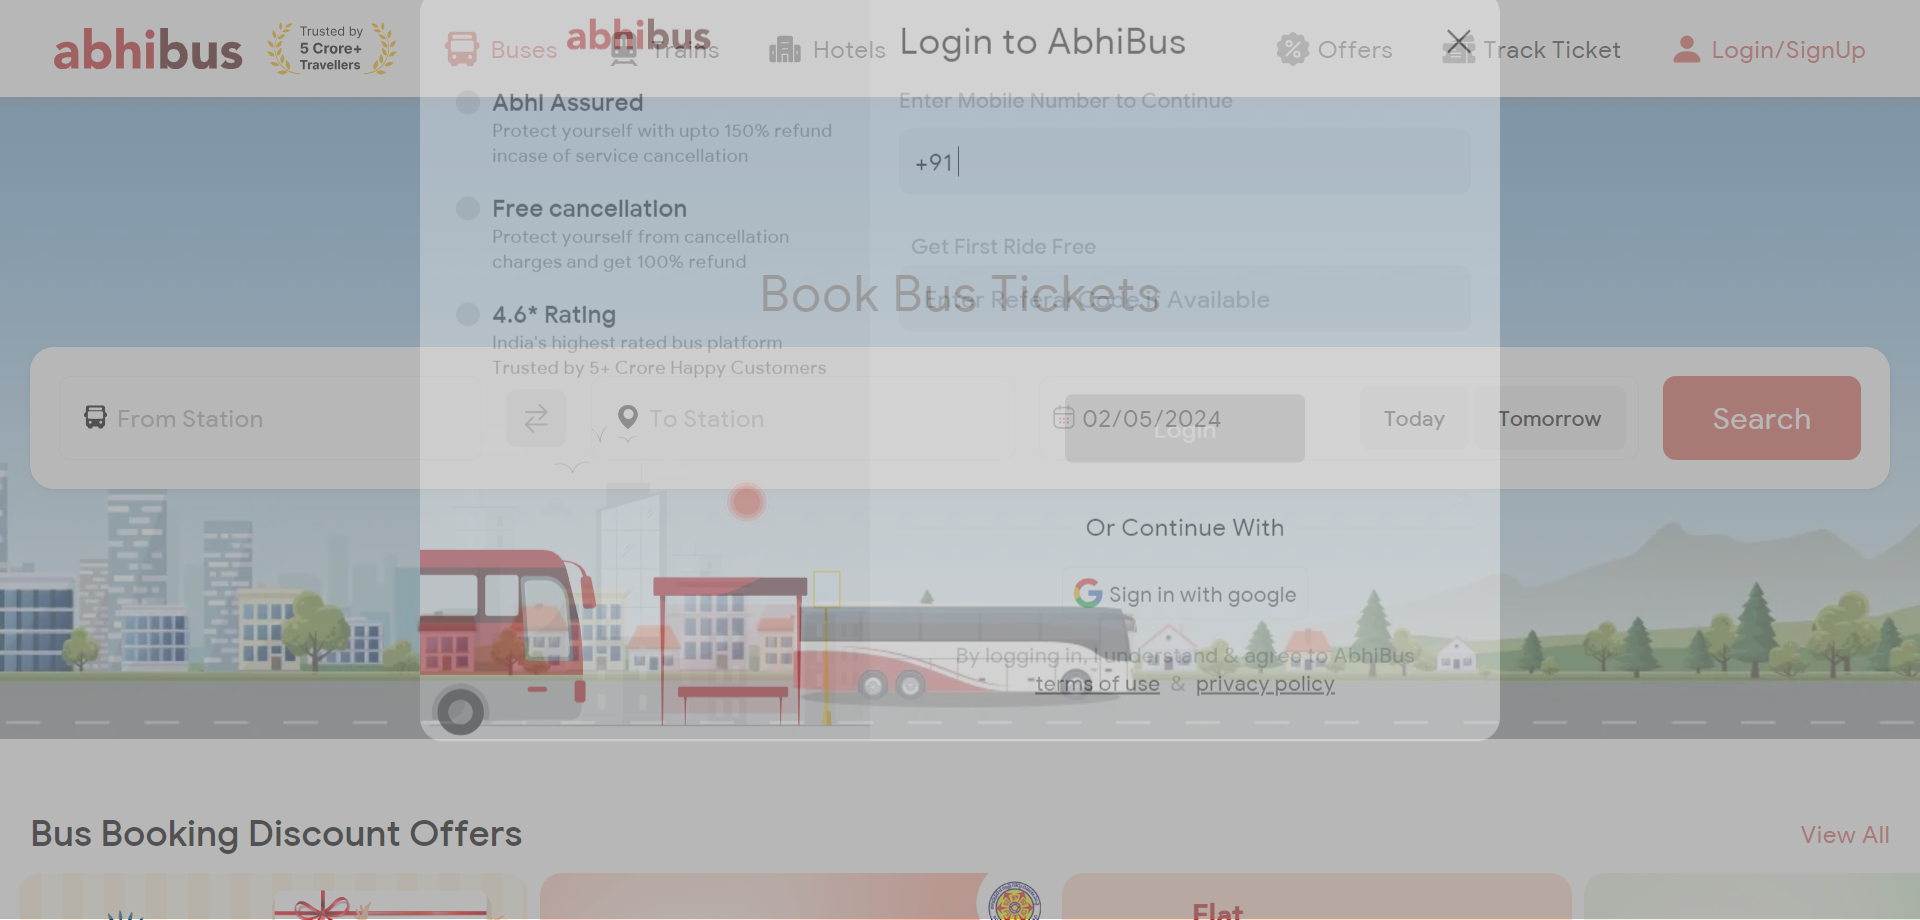 abhibus
Trusted by
5 Crore+
Travellers
Buses
Trains
Hotels
Offers
Track Ticket
Login/SignUp
abhibus
Abhl Assured
Protect yourself with upto 150% refund
incase of service cancellation
Free cancellation
Protect yourself from cancellation
charges and get 100% refund
4.6* Ratlng
India's highest rated bus platform
Trusted by 5+ Crore Happy Customers
Login to AbhiBus
Enter Mobile Number to Continue
+91
Get First Ride Free
Enter Referal Code if Available
Login
Or Continue With
Sign in with google
By logging in, I understand & agree to AbhiBus
terms of use & privacy policy
Book Bus Tickets
From Station
To Station
02/05/2024
Today
Tomorrow
Search
Bus Booking Discount Offers
View All
Flat